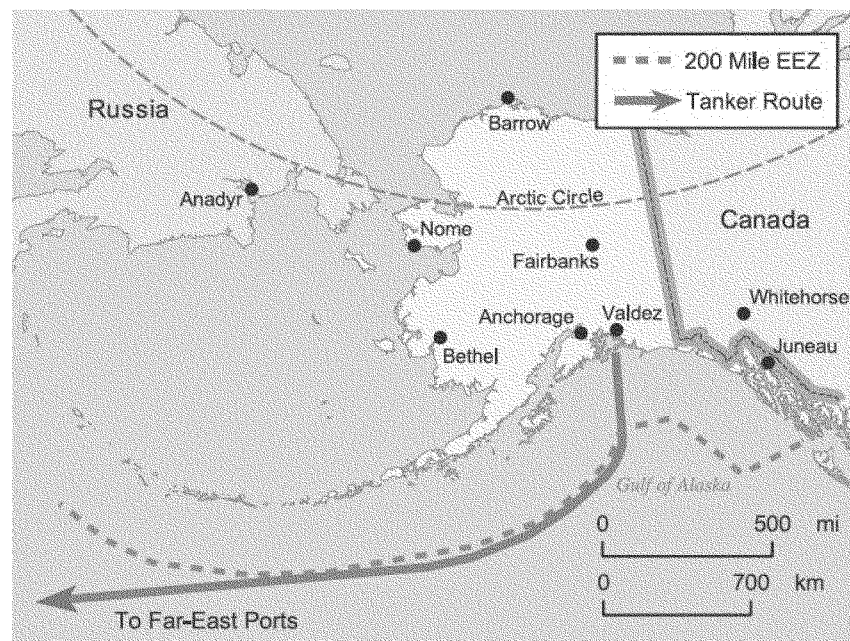 200 Mile EEZ
Tanker Route
Russia
Barrow
Anadyr
Arctic Circle
Canada
Nome
Fairbanks
Whitehorse
Anchorage
Valdez
Juneau
Bethel
Gulf of Alaska
0 500 mi
0 700 km
To Far-East Ports